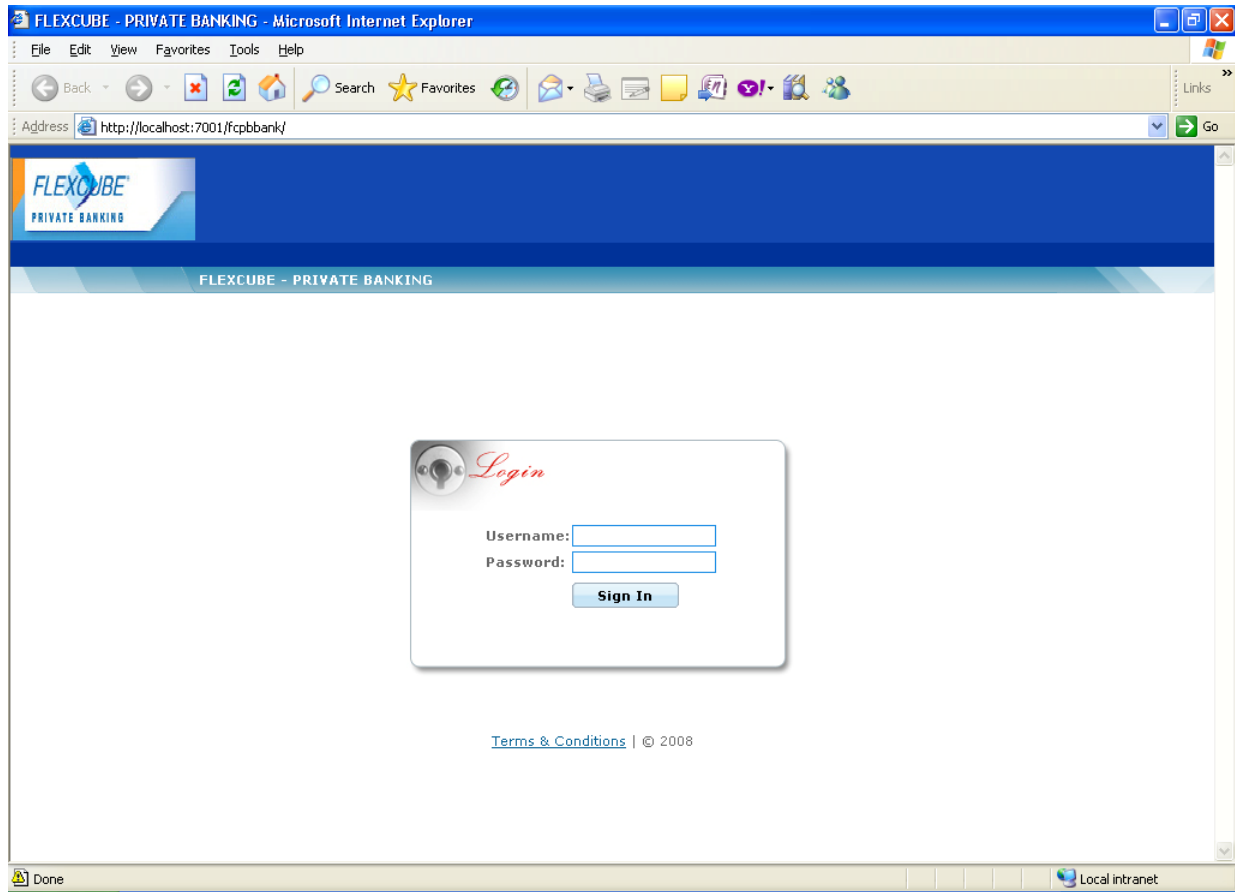 FLEXCUBE - PRIVATE BANKING - Microsoft Internet Explorer
File Edit View Favorites Tools Help
Back Search Favorites Links
Address http://localhost:7001/fcpbbank/ Go
FLEXCUBE
PRIVATE BANKING
FLEXCUBE - PRIVATE BANKING
Login
Username:
Password:
Sign In
Terms & Conditions | © 2008
Done Local intranet